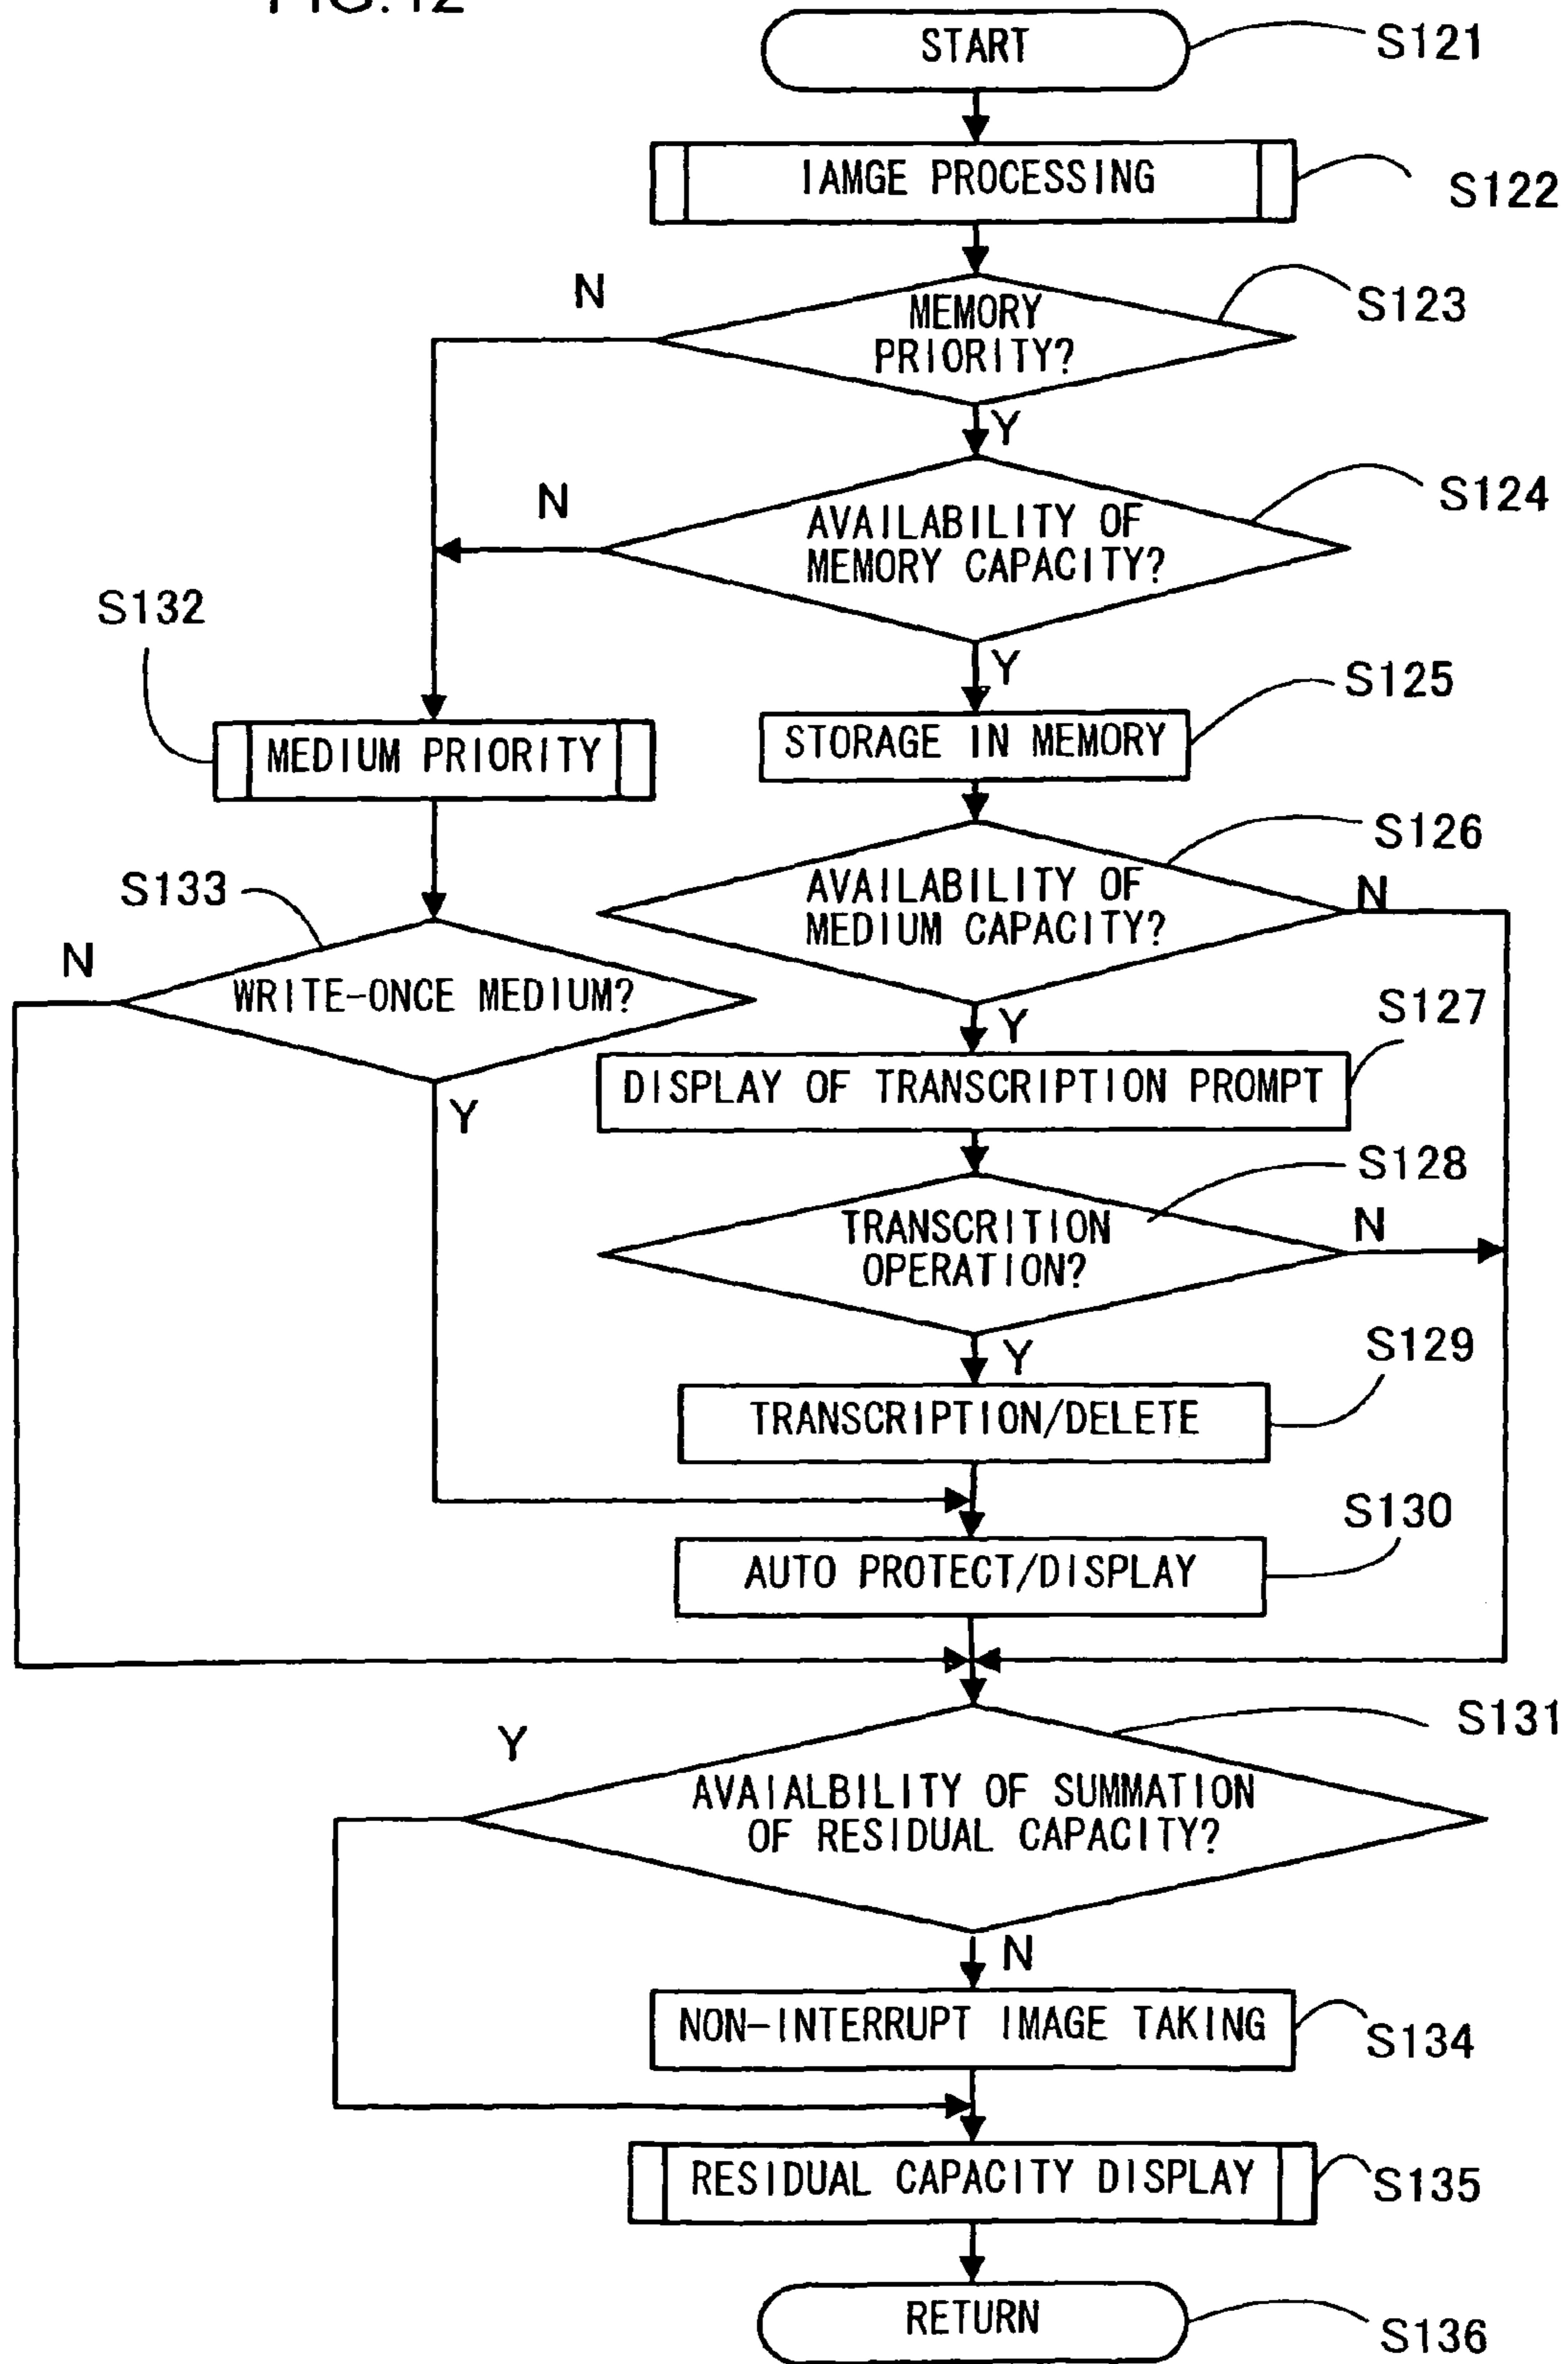 FIG.12
START
S121
IAMGE PROCESSING
S122
N
MEMORY
PRIORITY?
S123
Y
N
AVAILABILITY OF
MEMORY CAPACITY?
S124
Y
S132
MEDIUM PRIORITY
STORAGE IN MEMORY
S125
S126
AVAILABILITY OF
MEDIUM CAPACITY?
N
S133
N
WRITE-ONCE MEDIUM?
Y
Y
S127
DISPLAY OF TRANSCRIPTION PROMPT
S128
TRANSCRITION
OPERATION?
N
Y
S129
TRANSCRIPTION/DELETE
S130
AUTO PROTECT/DISPLAY
S131
Y
AVAIALBILITY OF SUMMATION
OF RESIDUAL CAPACITY?
N
NON-INTERRUPT IMAGE TAKING
S134
RESIDUAL CAPACITY DISPLAY
S135
RETURN
S136